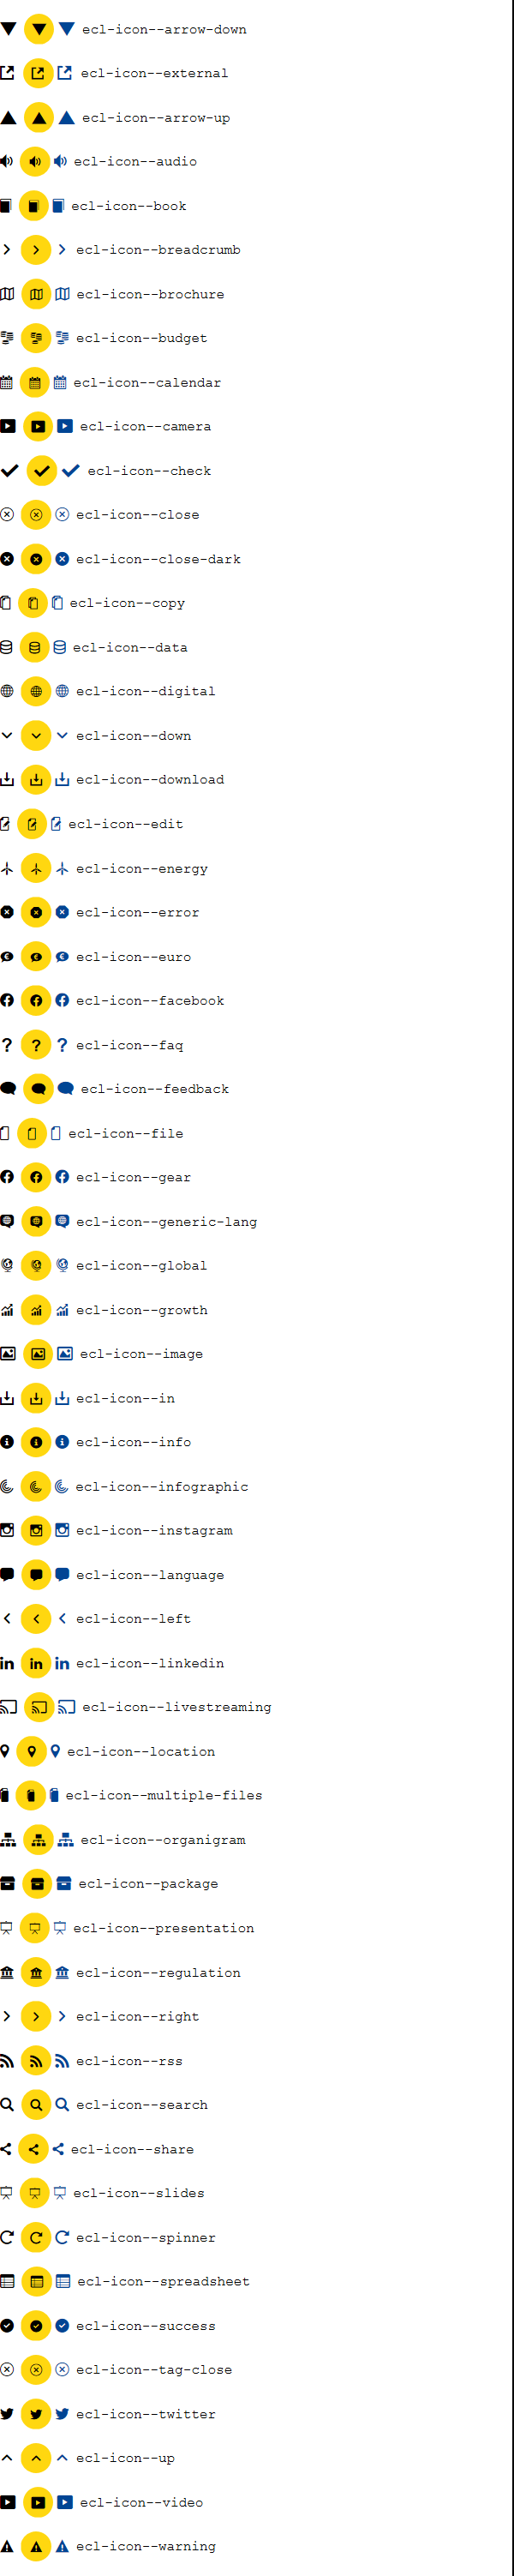 ecl-icon--arrow-down
ecl-icon--external
ecl-icon--arrow-up
ecl-icon--audio
ecl-icon--book
ecl-icon--breadcrumb
ecl-icon--brochure
ecl-icon--budget
ecl-icon--calendar
ecl-icon--camera
ecl-icon--check
ecl-icon--close
ecl-icon--close-dark
ecl-icon--copy
ecl-icon--data
ecl-icon--digital
ecl-icon--down
ecl-icon--download
ecl-icon--edit
ecl-icon--energy
ecl-icon--error
ecl-icon--euro
ecl-icon--facebook
ecl-icon--faq
ecl-icon--feedback
ecl-icon--file
ecl-icon--gear
ecl-icon--generic-lang
ecl-icon--global
ecl-icon--growth
ecl-icon--image
ecl-icon--in
ecl-icon--info
ecl-icon--infographic
ecl-icon--instagram
ecl-icon--language
ecl-icon--left
ecl-icon--linkedin
ecl-icon--livestreaming
ecl-icon--location
ecl-icon--multiple-files
ecl-icon--organigram
ecl-icon--package
ecl-icon--presentation
ecl-icon--regulation
ecl-icon--right
ecl-icon--rss
ecl-icon--search
ecl-icon--share
ecl-icon--slides
ecl-icon--spinner
ecl-icon--spreadsheet
ecl-icon--success
ecl-icon--tag-close
ecl-icon--twitter
ecl-icon--up
ecl-icon--video
ecl-icon--warning